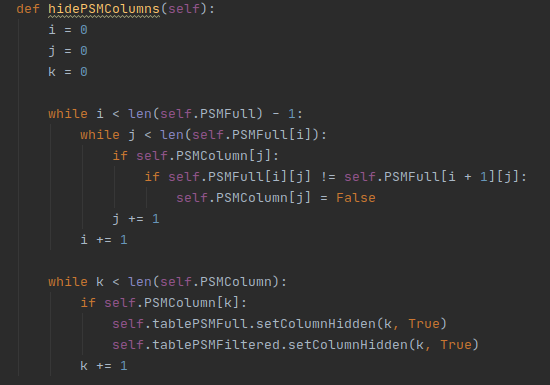 def hidePSMColumns(self):
    i = 0
    j = 0
    k = 0

    while i < len(self.PSMFull) - 1:
        while j < len(self.PSMFull[i]):
            if self.PSMColumn[j]:
                if self.PSMFull[i][j] != self.PSMFull[i + 1][j]:
                    self.PSMColumn[j] = False
            j += 1
        i += 1

    while k < len(self.PSMColumn):
        if self.PSMColumn[k]:
            self.tablePSMFull.setColumnHidden(k, True)
            self.tablePSMFiltered.setColumnHidden(k, True)
        k += 1